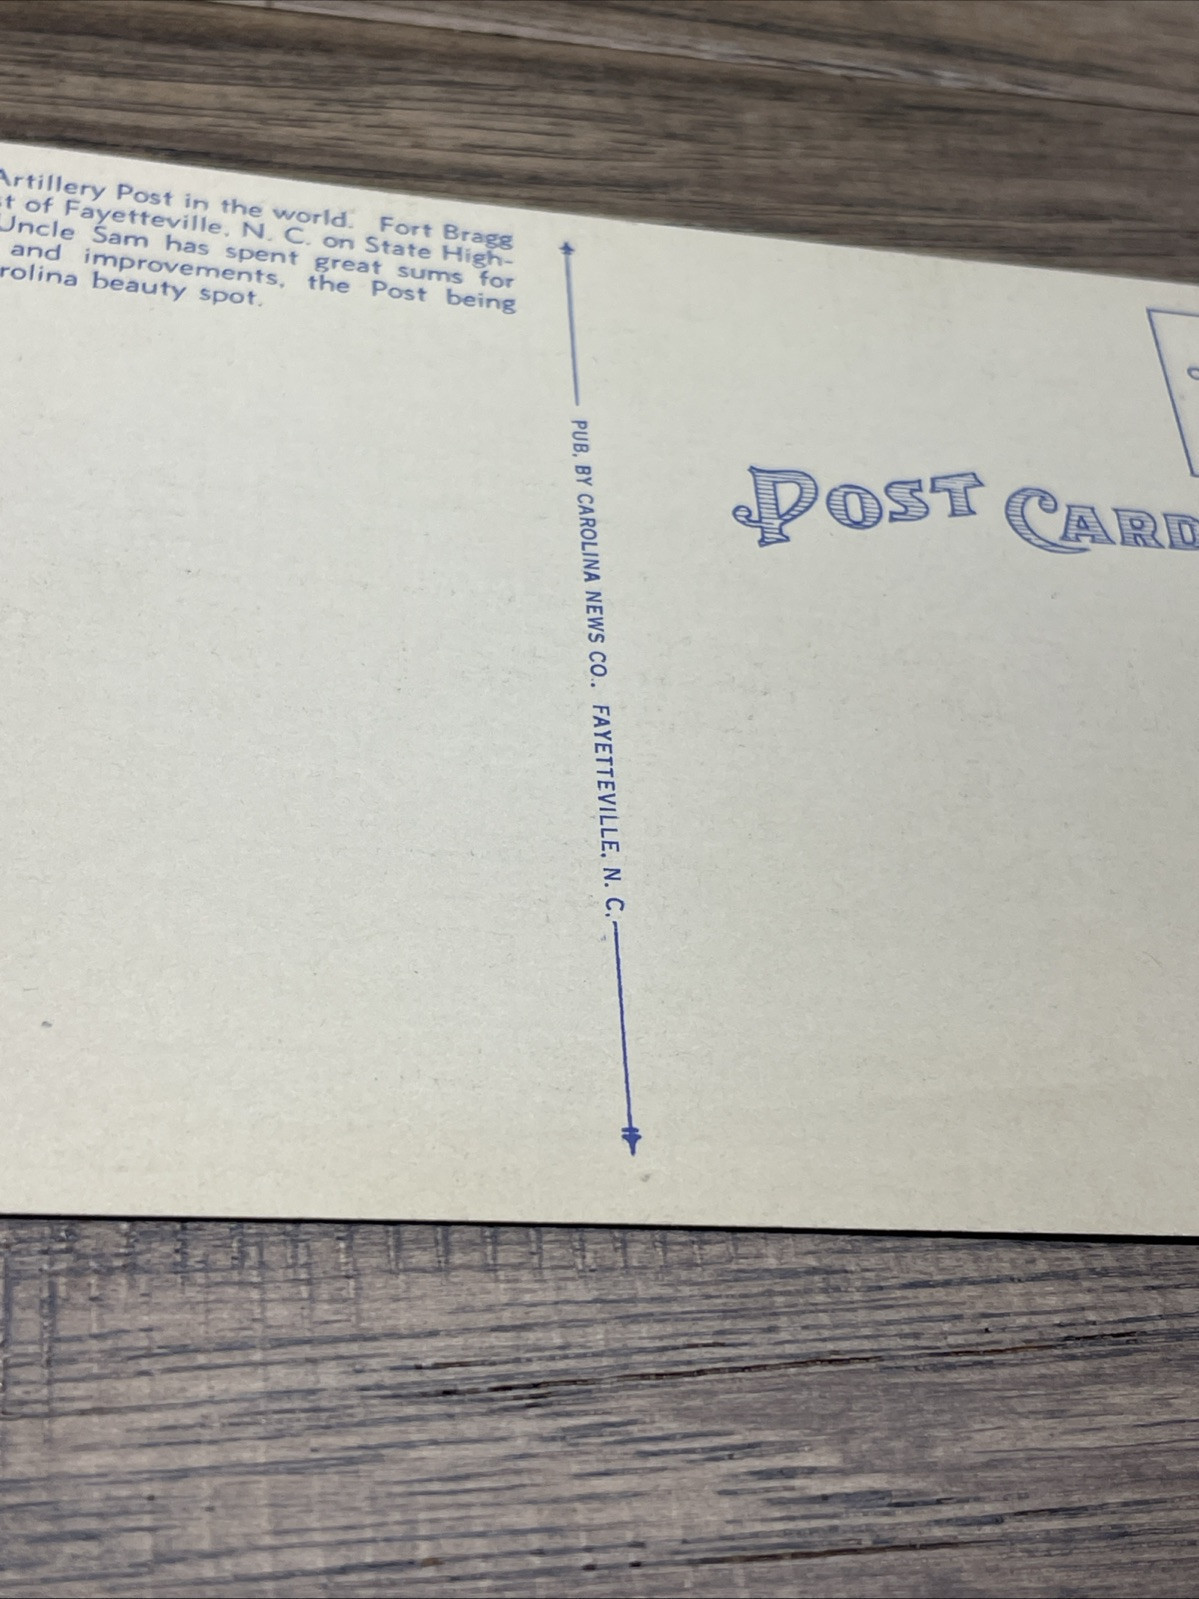 Artillery Post in the world. Fort Bragg
of Fayetteville, N. C. on State High-
Uncle Sam has spent great sums for
and improvements, the Post being
beauty spot.
PUB. BY CAROLINA NEWS CO., FAYETTEVILLE, N. C.
POST CARD